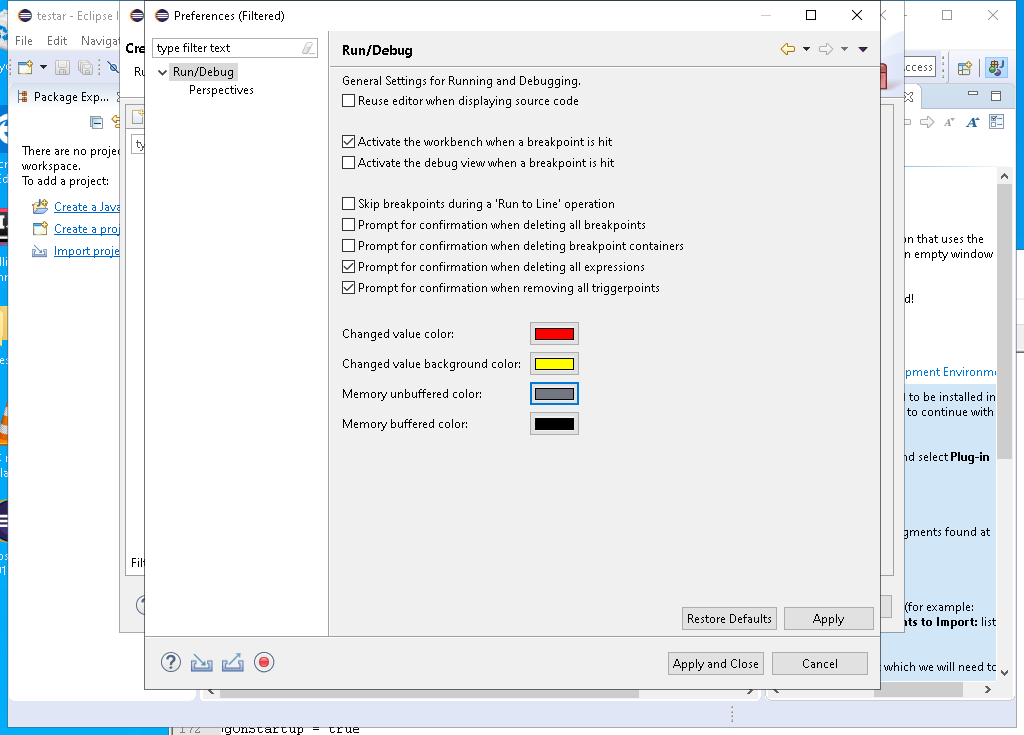 testar - Eclipse I
Preferences (Filtered)
File Edit Navigat
Cre
type filter text
Run/Debug
Ru
ccess
Run/Debug
Perspectives
General Settings for Running and Debugging.
Reuse editor when displaying source code
Package Exp...
Activate the workbench when a breakpoint is hit
Activate the debug view when a breakpoint is hit
There are no projec
workspace.
To add a project:
Create a Java
Create a proj
Import proje
Skip breakpoints during a 'Run to Line' operation
Prompt for confirmation when deleting all breakpoints
Prompt for confirmation when deleting breakpoint containers
Prompt for confirmation when deleting all expressions
Prompt for confirmation when removing all triggerpoints
on that uses the
n empty window
d!
Changed value color:
Changed value background color:
Memory unbuffered color:
Memory buffered color:
pment Environme
to be installed in
to continue with
nd select Plug-in
gments found at
Filt
(for example:
nts to Import: list
which we will need to
Restore Defaults
Apply
Apply and Close
Cancel
172 gOnStartup = true